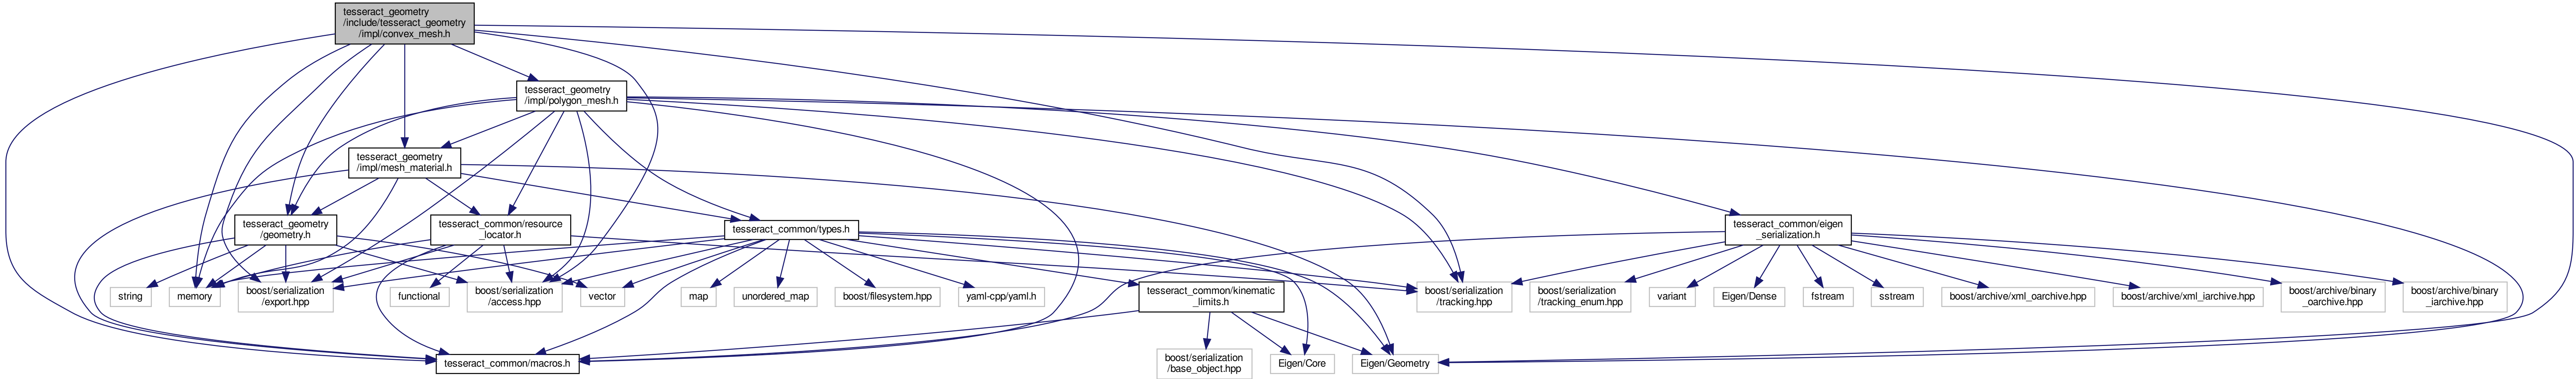 tesseract_geometry
/include/tesseract_geometry
/impl/convex_mesh.h
tesseract_geometry
/impl/polygon_mesh.h
tesseract_geometry
/impl/mesh_material.h
tesseract_geometry
/geometry.h
tesseract_common/resource
_locator.h
tesseract_common/types.h
tesseract_common/eigen
_serialization.h
string
memory
boost/serialization
/export.hpp
functional
boost/serialization
/access.hpp
vector
map
unordered_map
boost/filesystem.hpp
yaml-cpp/yaml.h
tesseract_common/kinematic
_limits.h
boost/serialization
/tracking.hpp
boost/serialization
/tracking_enum.hpp
variant
Eigen/Dense
fstream
sstream
boost/archive/xml_oarchive.hpp
boost/archive/xml_iarchive.hpp
boost/archive/binary
_oarchive.hpp
boost/archive/binary
_iarchive.hpp
tesseract_common/macros.h
boost/serialization
/base_object.hpp
Eigen/Core
Eigen/Geometry